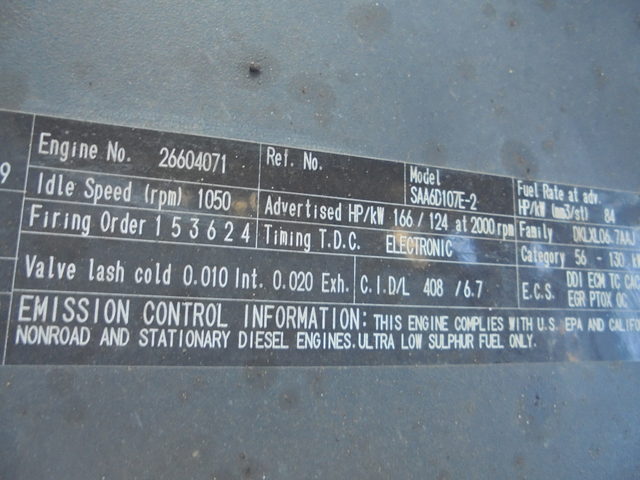 9
Engine No. 26604071
Ref. No.
Model
SAA6D107E-2
Fuel Rate at adv.
HP/kW (mm3/st) 84
Idle Speed (rpm) 1050
Advertised HP/kW 166 / 124 at 2000 rpm
Family
Firing Order 1 5 3 6 2 4
Timing T.D.C. ELECTRONIC
Category 56 - 130
Valve lash cold 0.010 Int. 0.020 Exh.
C.I.D/L 408 /6.7
E.C.S. DDI ECM TC
EGR PTOX OC
EMISSION CONTROL INFORMATION: THIS ENGINE COMPLIES WITH U.S. EPA AND CALIF
NONROAD AND STATIONARY DIESEL ENGINES. ULTRA LOW SULPHUR FUEL ONLY.